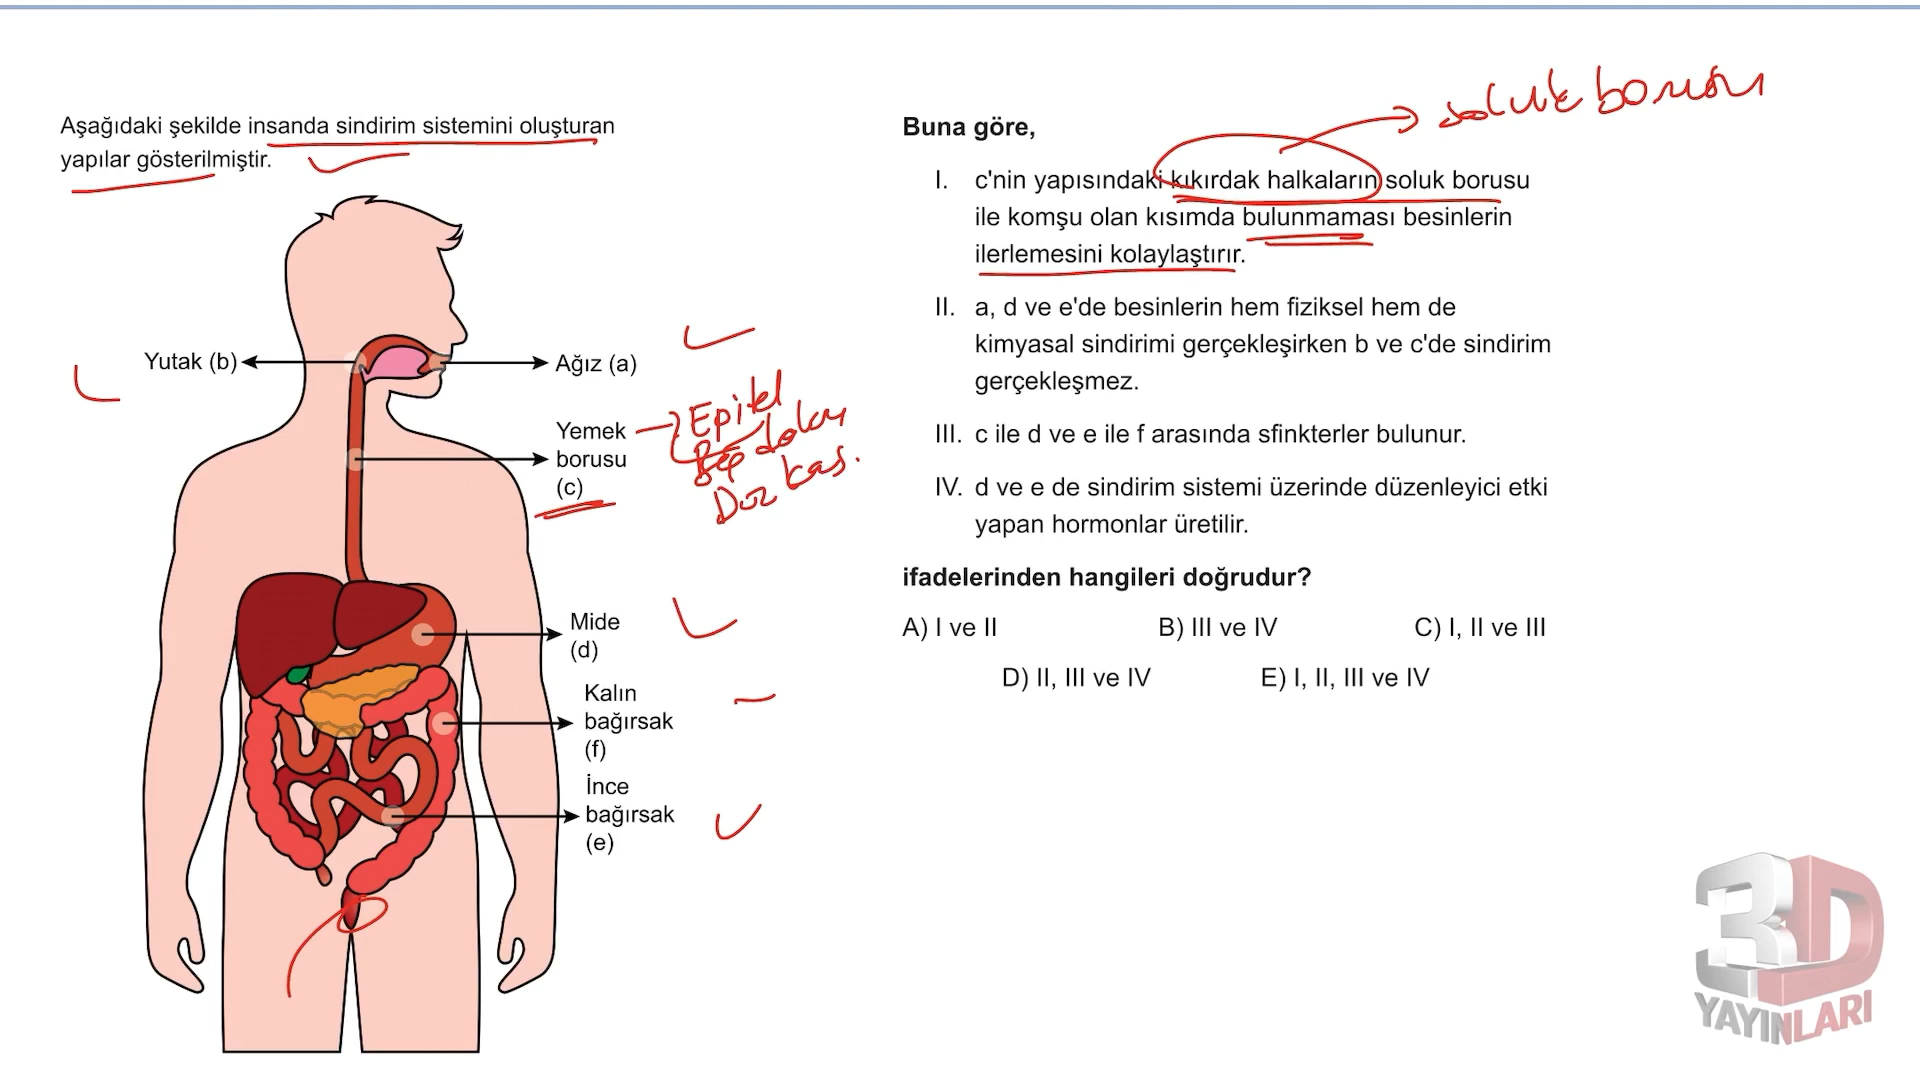 Aşağıdaki şekilde insanda sindirim sistemini oluşturan
yapılar gösterilmiştir.
Yutak (b)
Ağız (a)
Yemek
borusu
(c)
Epitel
Bağ doku
Düz kas.
Mide
(d)
Kalın
bağırsak
(f)
İnce
bağırsak
(e)
soluk borusu
Buna göre,
I. c'nin yapısındaki kıkırdak halkaların soluk borusu
ile komşu olan kısımda bulunmaması besinlerin
ilerlemesini kolaylaştırır.
II. a, d ve e'de besinlerin hem fiziksel hem de
kimyasal sindirimi gerçekleşirken b ve c'de sindirim
gerçekleşmez.
III. c ile d ve e ile f arasında sfinkterler bulunur.
IV. d ve e de sindirim sistemi üzerinde düzenleyici etki
yapan hormonlar üretilir.
ifadelerinden hangileri doğrudur?
A) I ve II B) III ve IV C) I, II ve III
D) II, III ve IV E) I, II, III ve IV
3D
YAYINLARI